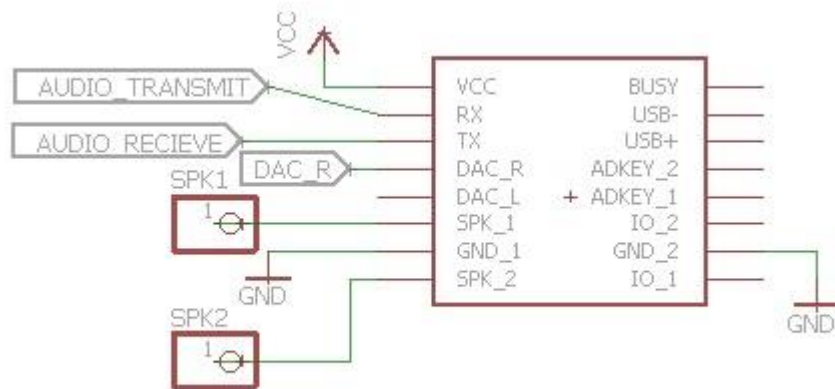 VCC
AUDIO_TRANSMIT
AUDIO_RECIEVE
DAC_R
SPK1
1
GND
SPK2
1
VCC BUSY
RX USB-
TX USB+
DAC_R ADKEY_2
DAC_L ADKEY_1
SPK_1 IO_2
GND_1 GND_2
SPK_2 IO_1
GND